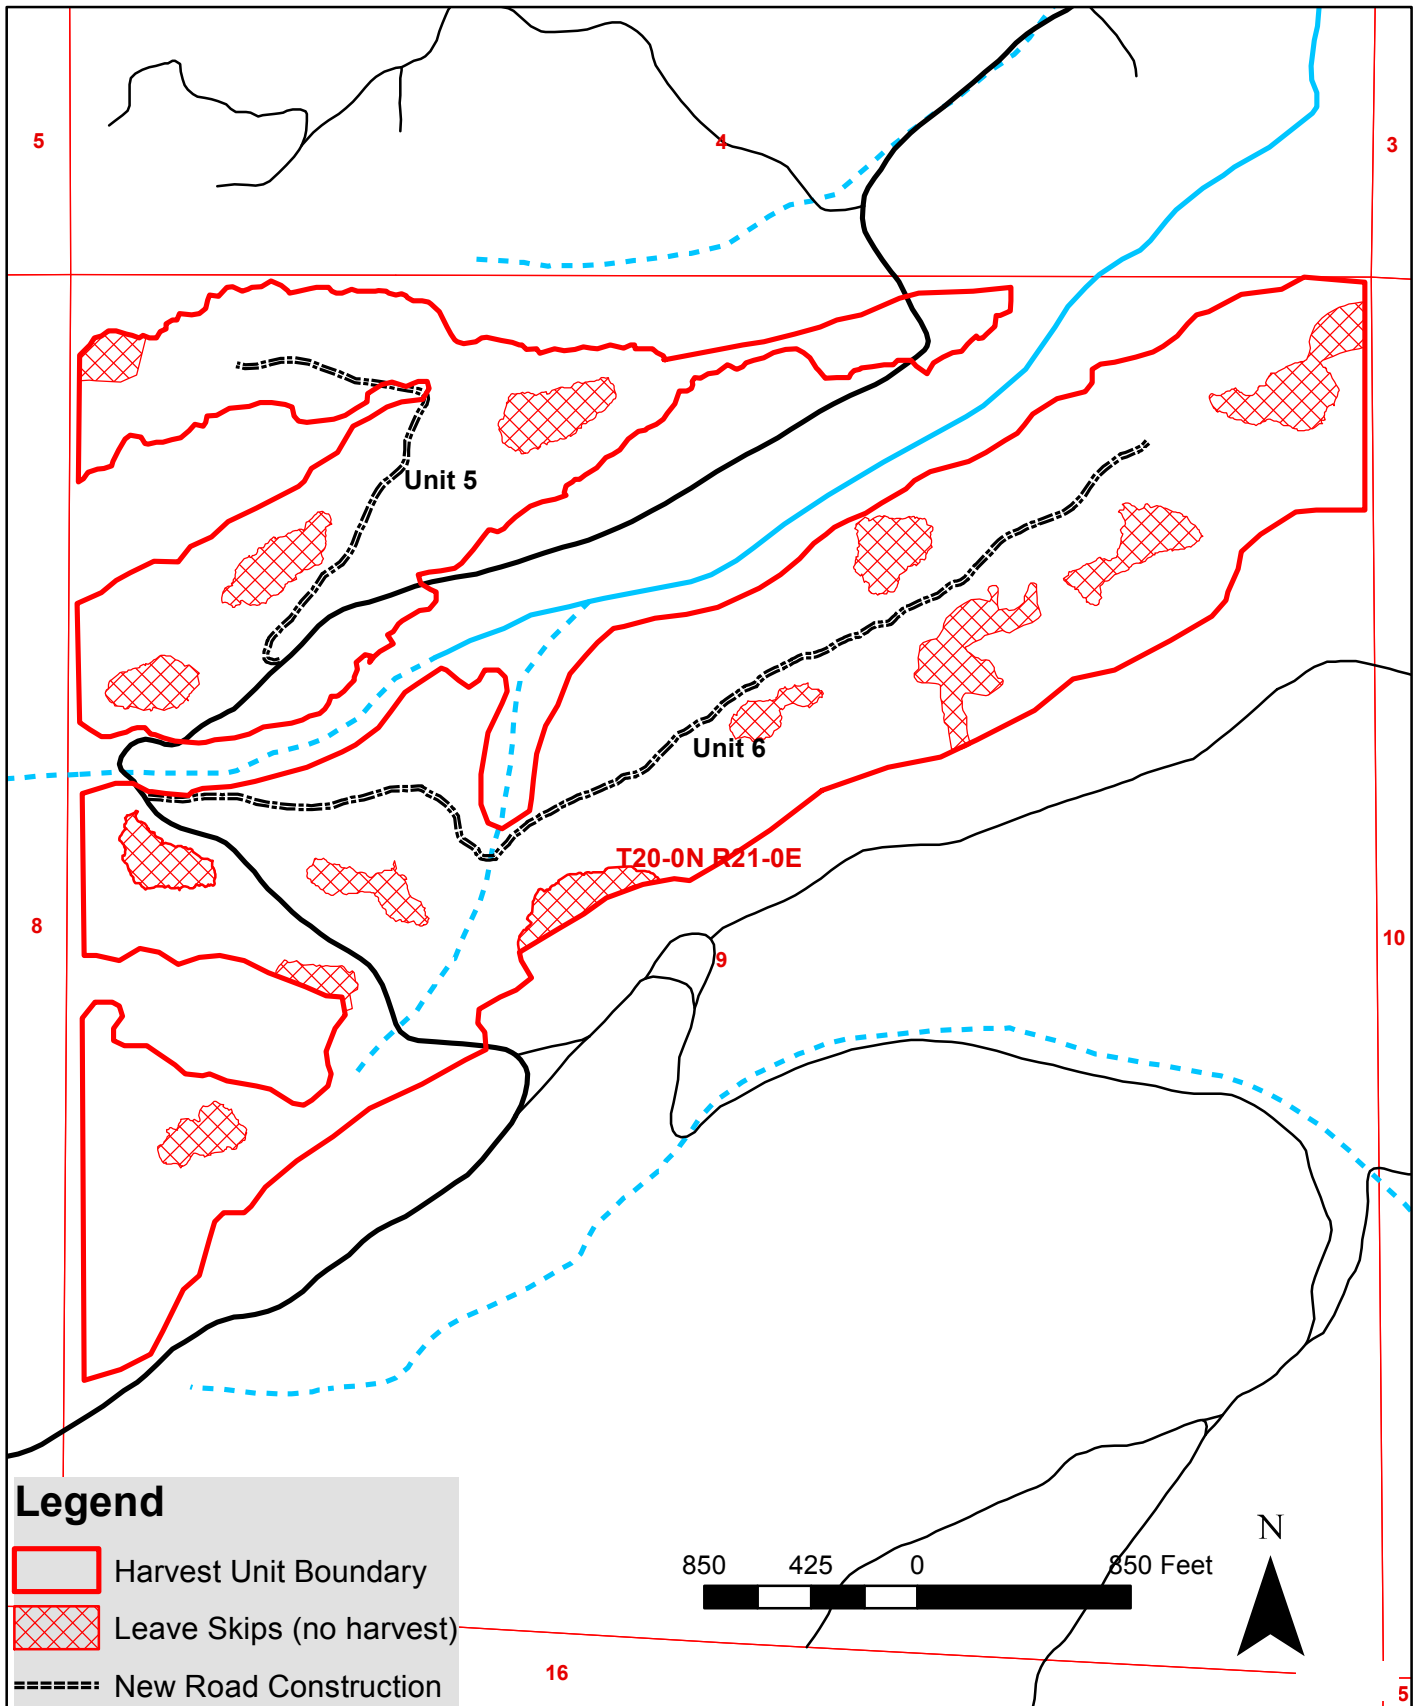 5
4
3
Unit 5
Unit 6
T20-0N R21-0E
8
9
10
Legend
Harvest Unit Boundary
Leave Skips (no harvest)
New Road Construction
850 425 0 850 Feet
N
16
5